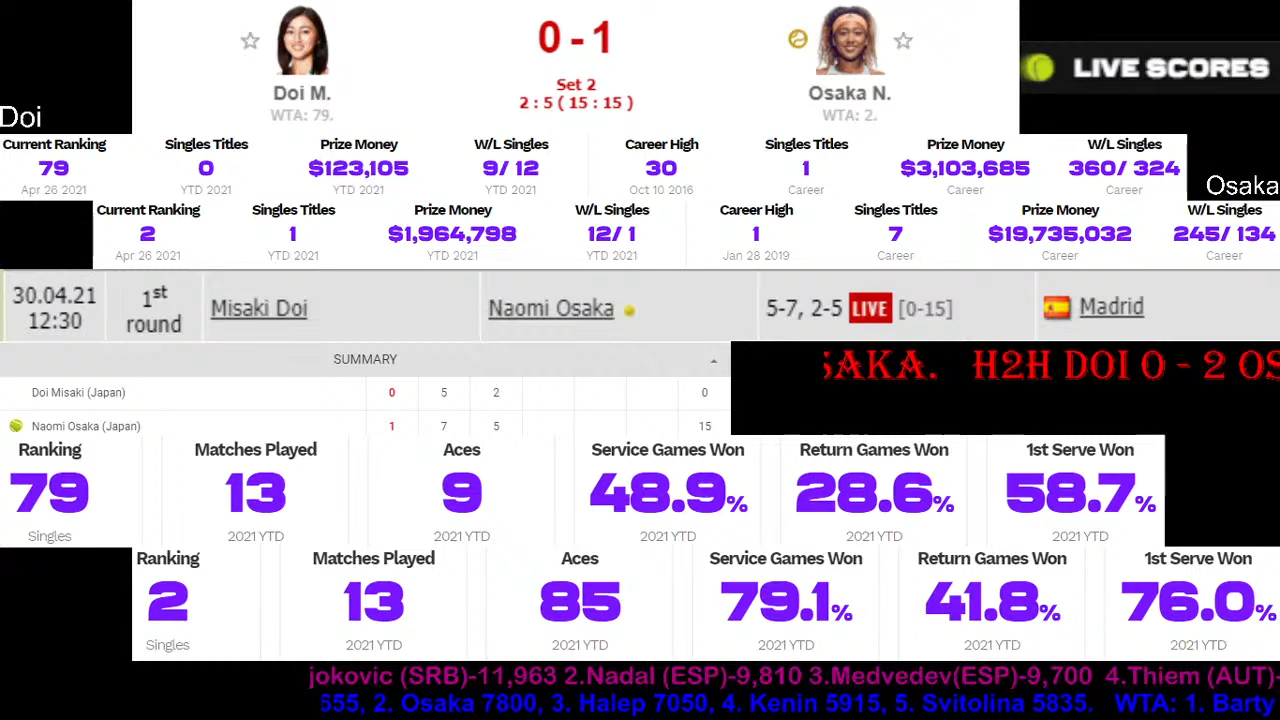 Doi
0 - 1
Set 2
2 : 5 ( 15 : 15 )
Doi M.
WTA: 79.
Osaka N.
WTA: 2.
LIVE SCORES
Current Ranking Singles Titles Prize Money W/L Singles Career High Singles Titles Prize Money W/L Singles
79 0 $123,105 9/ 12 30 1 $3,103,685 360/ 324
Apr 26 2021 YTD 2021 YTD 2021 YTD 2021 Oct 10 2016 Career Career Career
Osaka
Current Ranking Singles Titles Prize Money W/L Singles Career High Singles Titles Prize Money W/L Singles
2 1 $1,964,798 12/ 1 1 7 $19,735,032 245/ 134
Apr 26 2021 YTD 2021 YTD 2021 YTD 2021 Jan 28 2019 Career Career Career
30.04.21 12:30 1st round Misaki Doi Naomi Osaka 5-7, 2-5 LIVE [0-15] Madrid
SUMMARY
Doi Misaki (Japan) 0 5 2 0
Naomi Osaka (Japan) 1 7 5 15
SAKA. H2H DOI 0 - 2 OS
Ranking Matches Played Aces Service Games Won Return Games Won 1st Serve Won
79 13 9 48.9% 28.6% 58.7%
Singles 2021 YTD 2021 YTD 2021 YTD 2021 YTD 2021 YTD
Ranking Matches Played Aces Service Games Won Return Games Won 1st Serve Won
2 13 85 79.1% 41.8% 76.0%
Singles 2021 YTD 2021 YTD 2021 YTD 2021 YTD 2021 YTD
jokovic (SRB)-11,963 2.Nadal (ESP)-9,810 3.Medvedev(ESP)-9,700 4.Thiem (AUT)-
655, 2. Osaka 7800, 3. Halep 7050, 4. Kenin 5915, 5. Svitolina 5835. WTA: 1. Barty